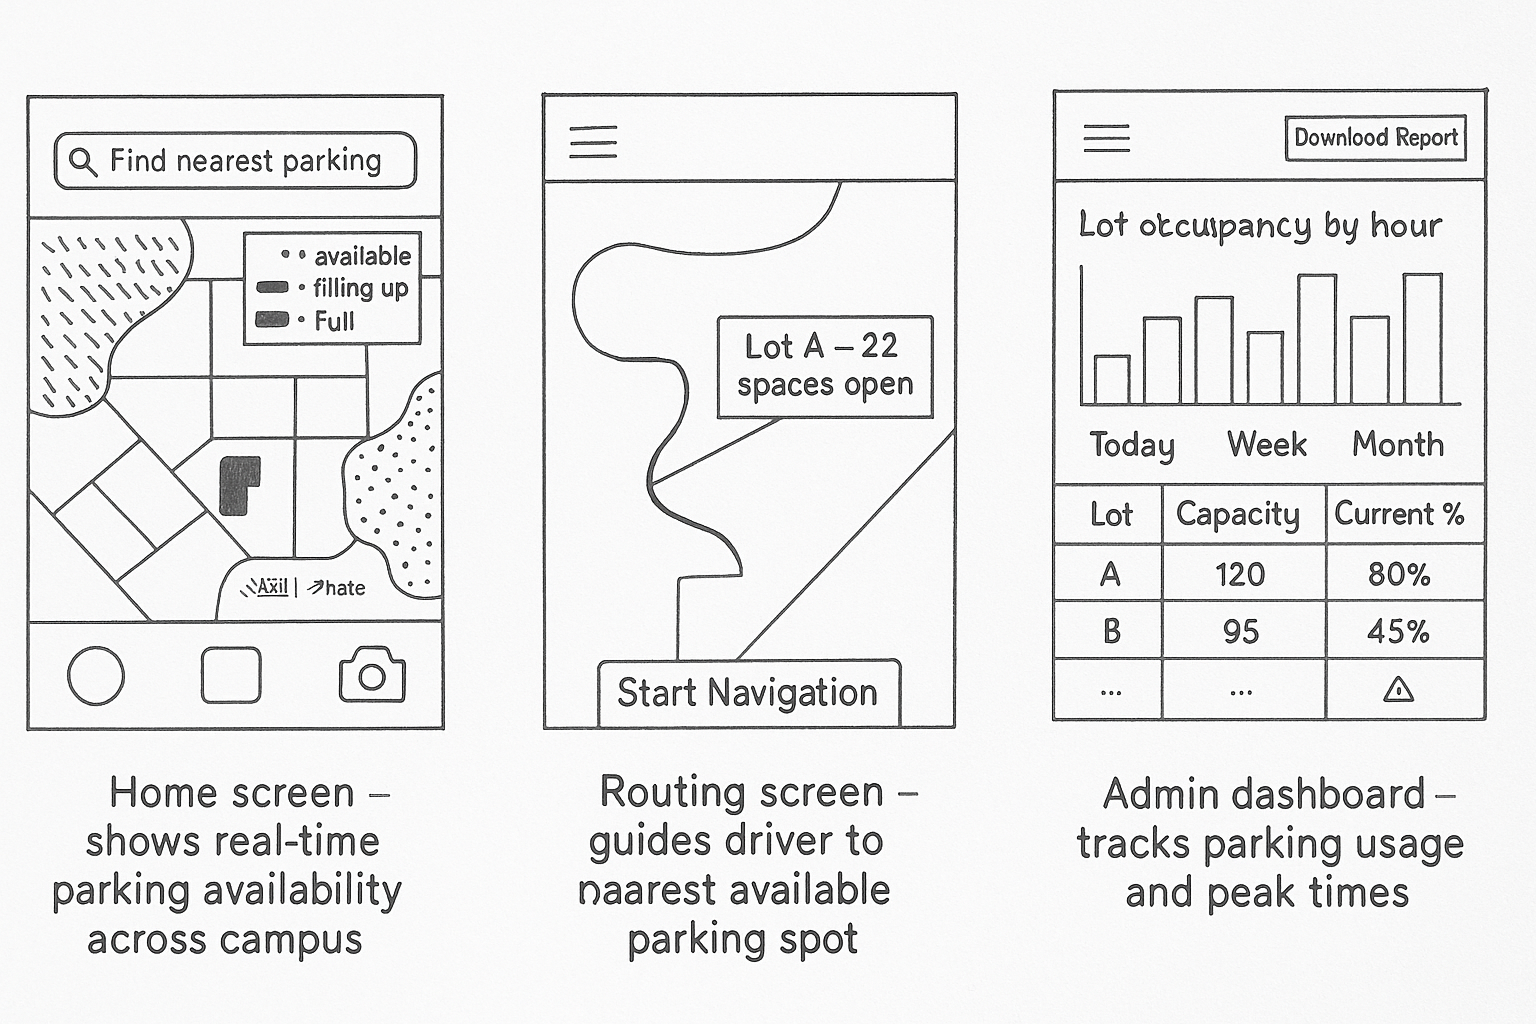 Find nearest parking
available
filling up
Full
Axil | hate
Home screen –
shows real-time
parking availability
across campus
Lot A – 22
spaces open
Start Navigation
Routing screen –
guides driver to
naarest available
parking spot
Downlood Report
Lot otccuıpancy by hour
Today Week Month
Lot Capacity Current %
A 120 80%
B 95 45%
... ...
Admin dashboard –
tracks parking usage
and peak times